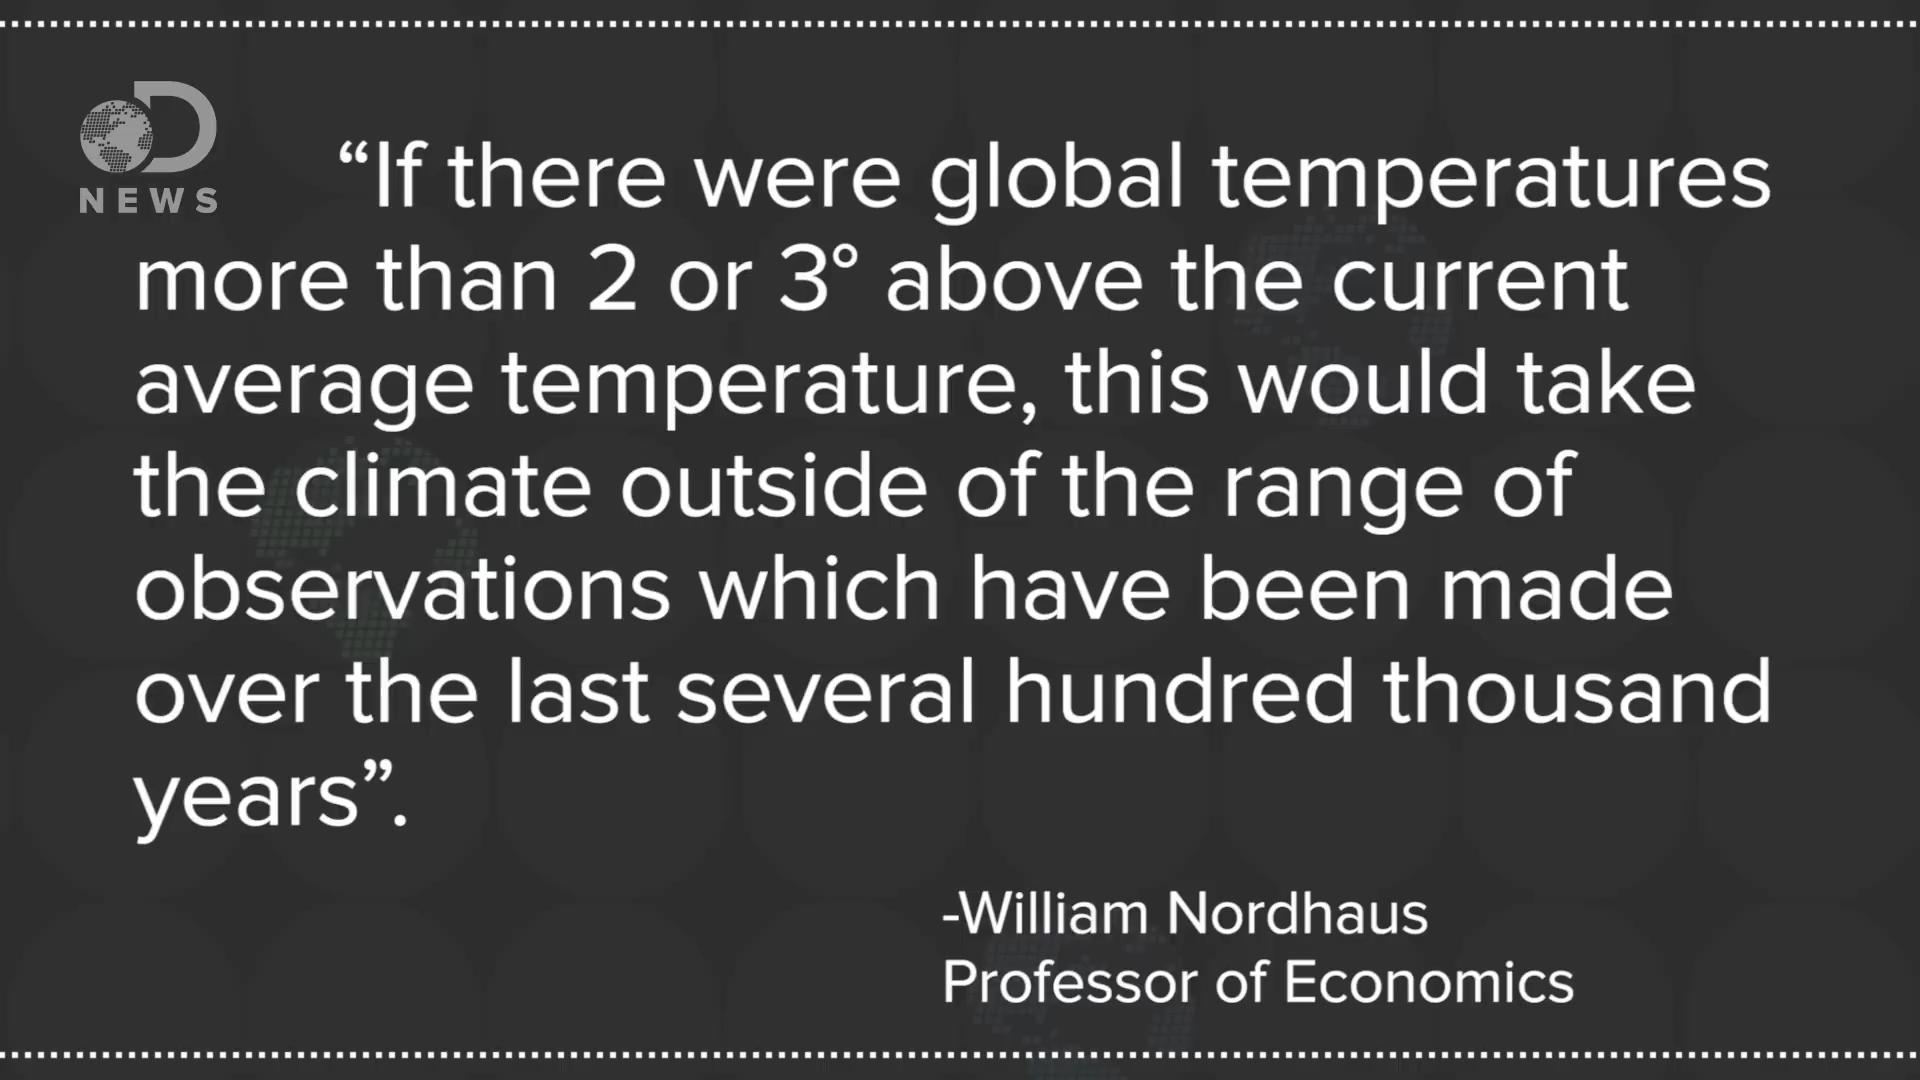 NEWS
“If there were global temperatures
more than 2 or 3° above the current
average temperature, this would take
the climate outside of the range of
observations which have been made
over the last several hundred thousand
years”.
-William Nordhaus
Professor of Economics